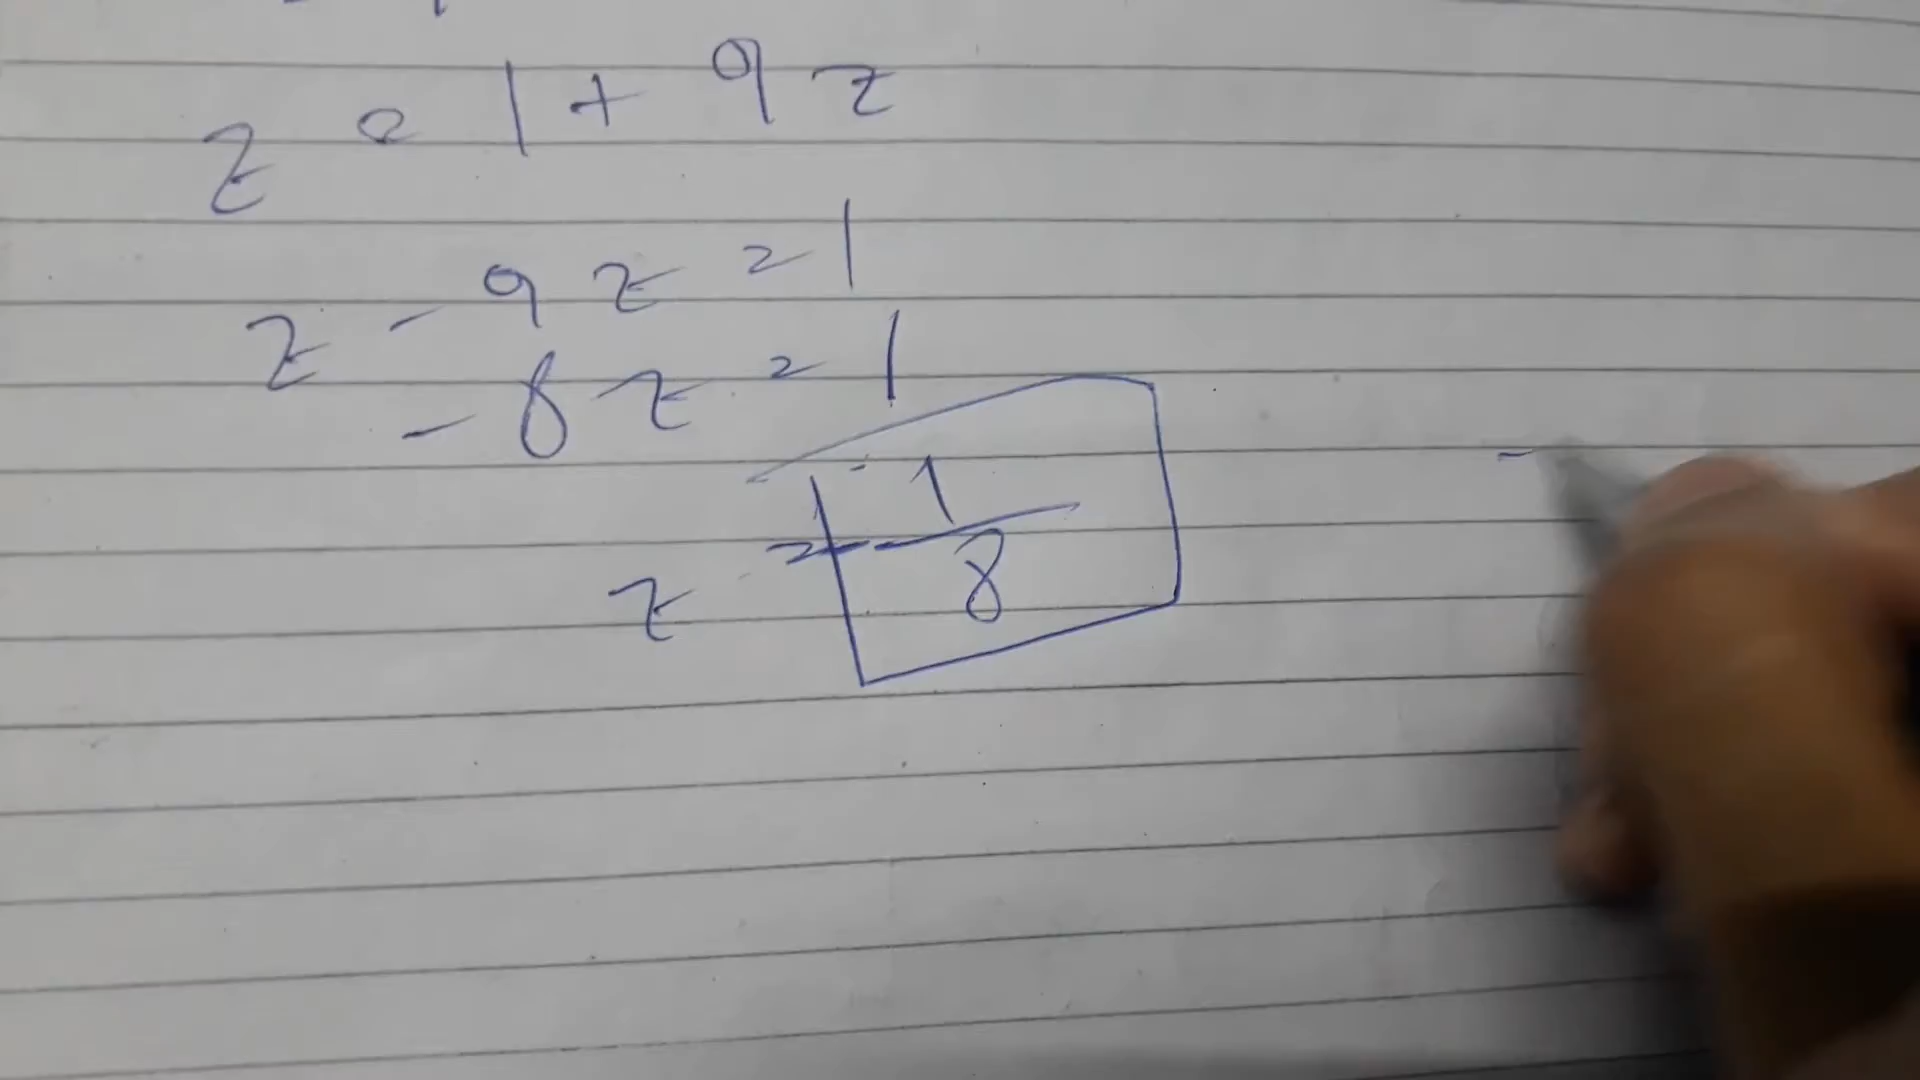 z = 1 + 9z
z - 9z = 1
- 8z = 1
z = - 1/8